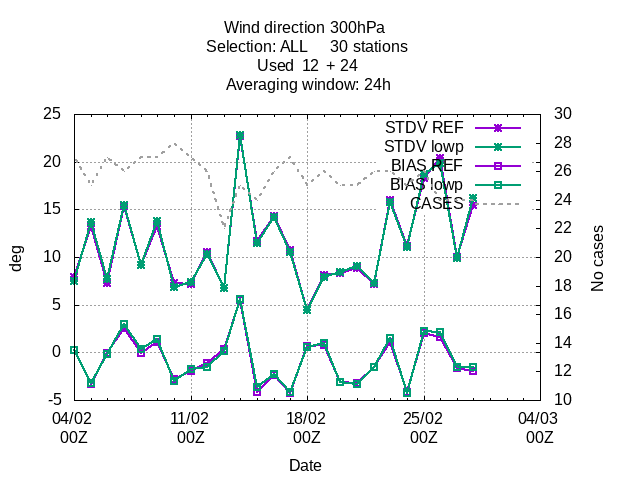 Wind direction 300hPa
Selection: ALL 30 stations
Used 12 + 24
Averaging window: 24h
25
20
15
10
5
0
-5
deg
30
28
26
24
22
20
18
16
14
12
10
No cases
STDV REF
STDV lowp
BIAS REF
BIAS lowp
CASES
04/02 11/02 18/02 25/02 04/03
00Z 00Z 00Z 00Z 00Z
Date